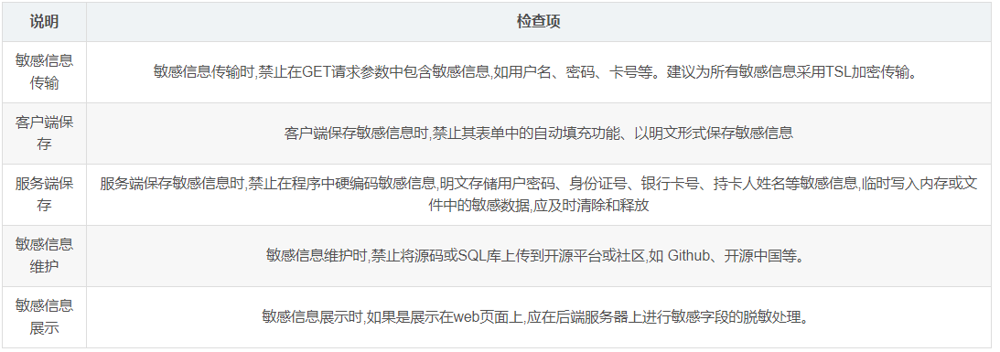 说明
检查项
敏感信息
传输
敏感信息传输时,禁止在GET请求参数中包含敏感信息,如用户名、密码、卡号等。建议为所有敏感信息采用TSL加密传输。
客户端保
存
客户端保存敏感信息时,禁止其表单中的自动填充功能、以明文形式保存敏感信息
服务端保
存
服务端保存敏感信息时,禁止在程序中硬编码敏感信息,明文存储用户密码、身份证号、银行卡号、持卡人姓名等敏感信息,临时写入内存或文
件中的敏感数据,应及时清除和释放
敏感信息
维护
敏感信息维护时,禁止将源码或SQL库上传到开源平台或社区,如 Github、开源中国等。
敏感信息
展示
敏感信息展示时,如果是展示在web页面上,应在后端服务器上进行敏感字段的脱敏处理。